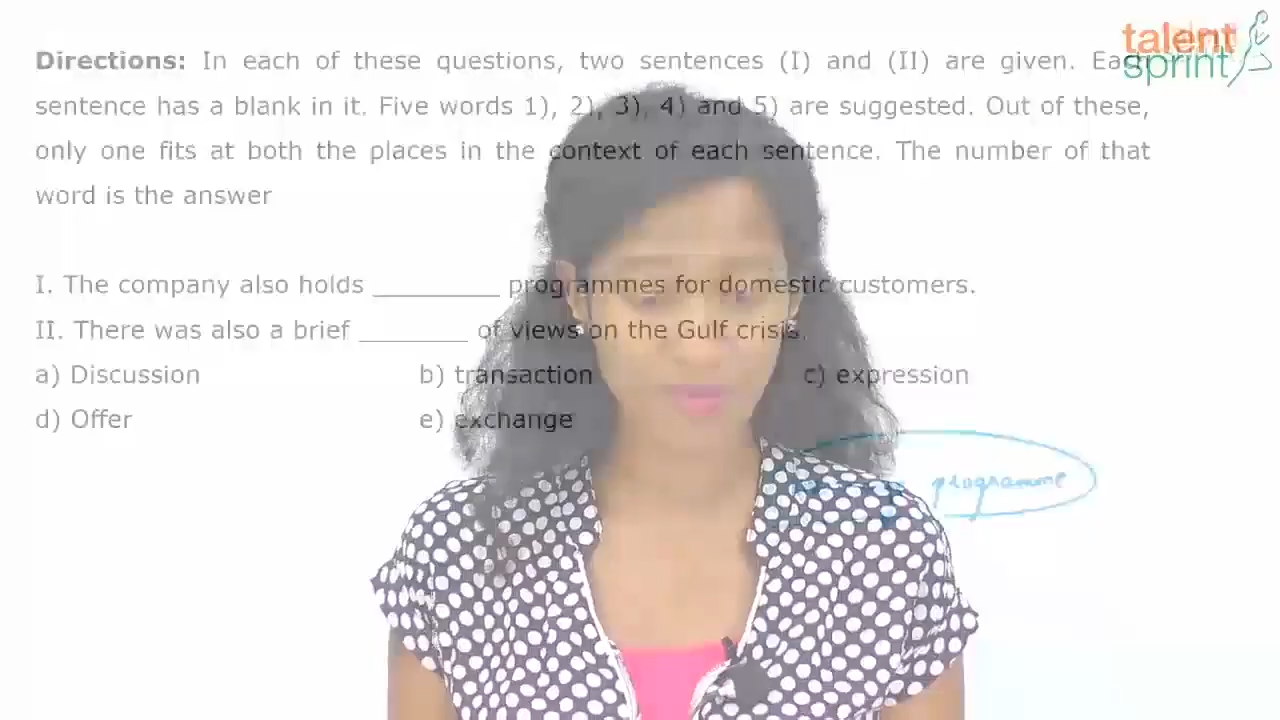 talent
sprint
Directions: In each of these questions, two sentences (I) and (II) are given. Each
sentence has a blank in it. Five words 1), 2), 3), 4) and 5) are suggested. Out of these,
only one fits at both the places in the context of each sentence. The number of that
word is the answer
I. The company also holds _________ programmes for domestic customers.
II. There was also a brief ________ of views on the Gulf crisis.
a) Discussion b) transaction c) expression
d) Offer e) exchange
programme